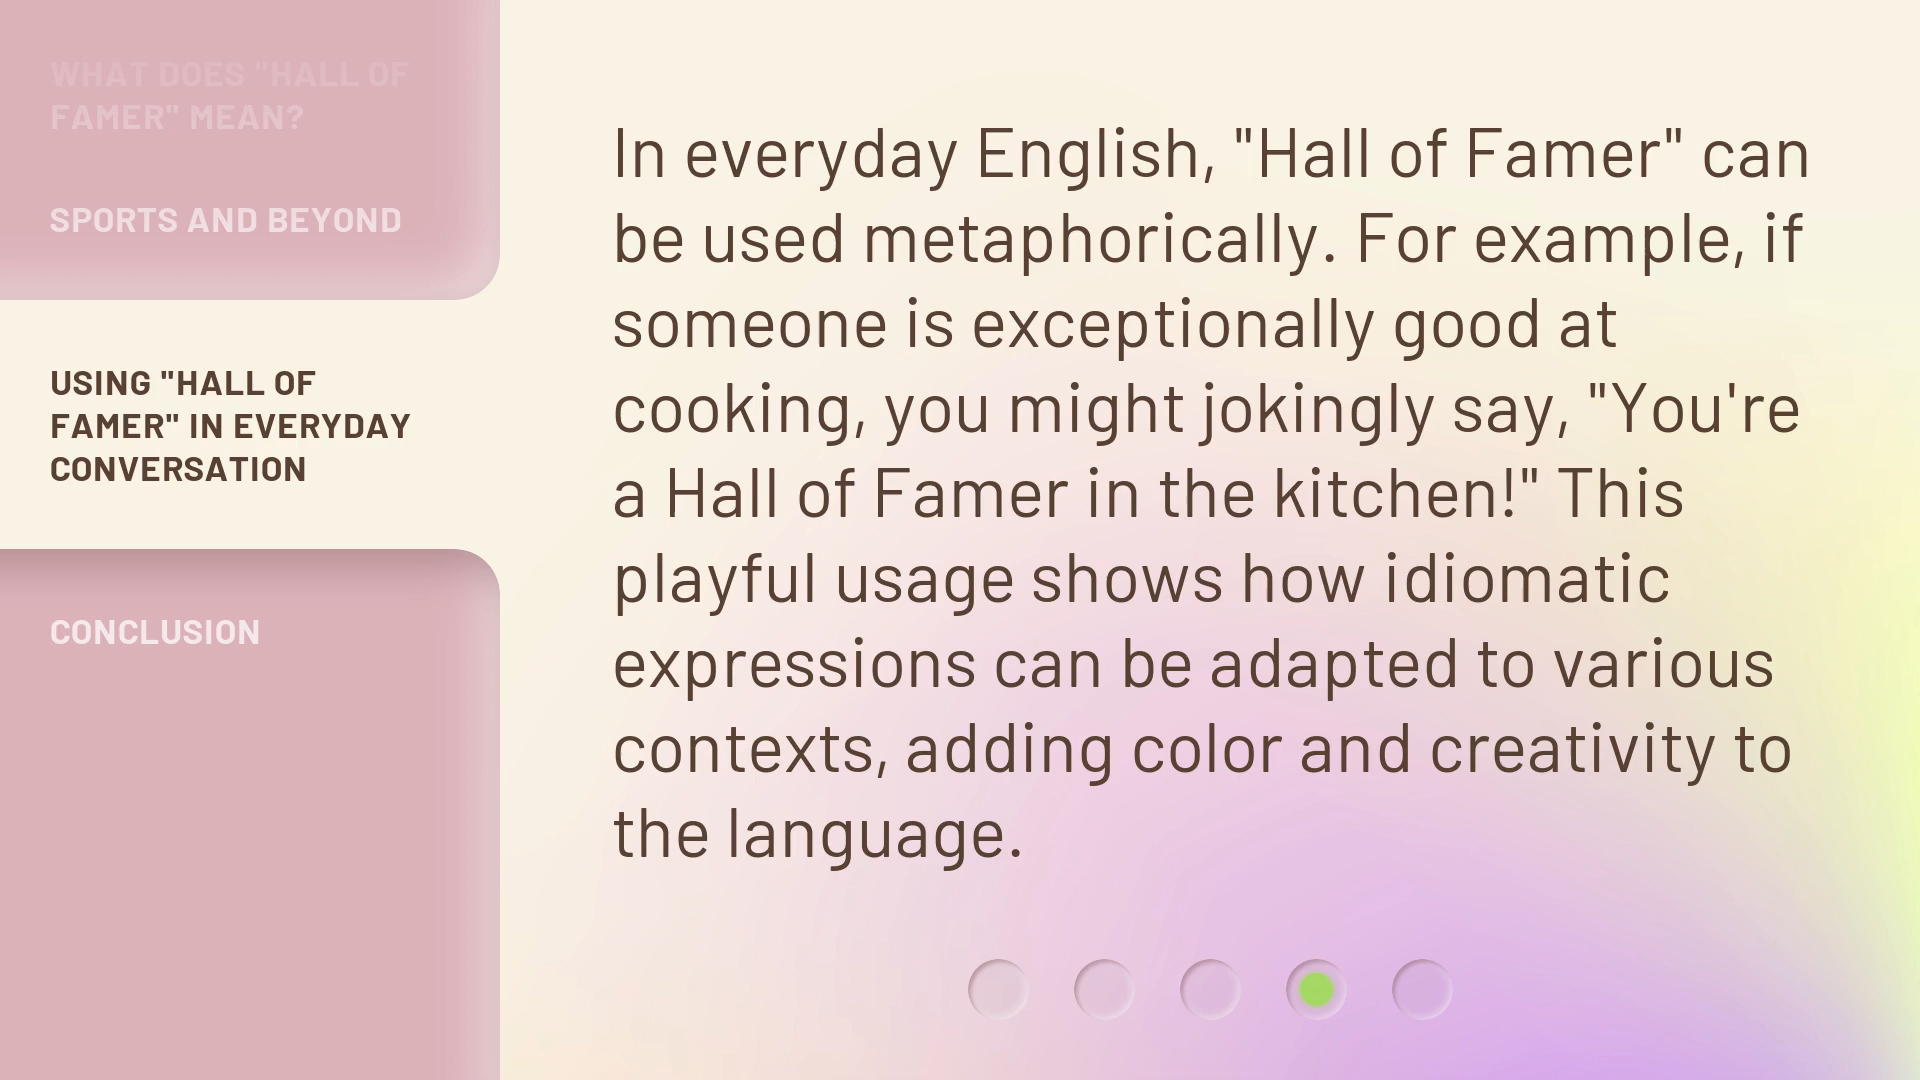 WHAT DOES "HALL OF
FAMER" MEAN?
SPORTS AND BEYOND
USING "HALL OF
FAMER" IN EVERYDAY
CONVERSATION
CONCLUSION
In everyday English, "Hall of Famer" can
be used metaphorically. For example, if
someone is exceptionally good at
cooking, you might jokingly say, "You're
a Hall of Famer in the kitchen!" This
playful usage shows how idiomatic
expressions can be adapted to various
contexts, adding color and creativity to
the language.